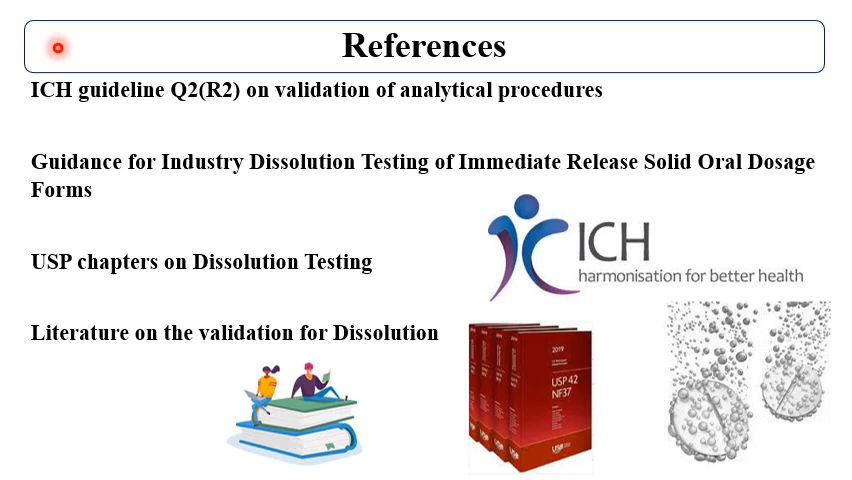 References
ICH guideline Q2(R2) on validation of analytical procedures
Guidance for Industry Dissolution Testing of Immediate Release Solid Oral Dosage
Forms
USP chapters on Dissolution Testing
ICH
harmonisation for better health
Literature on the validation for Dissolution
2019
USP 42
NF37